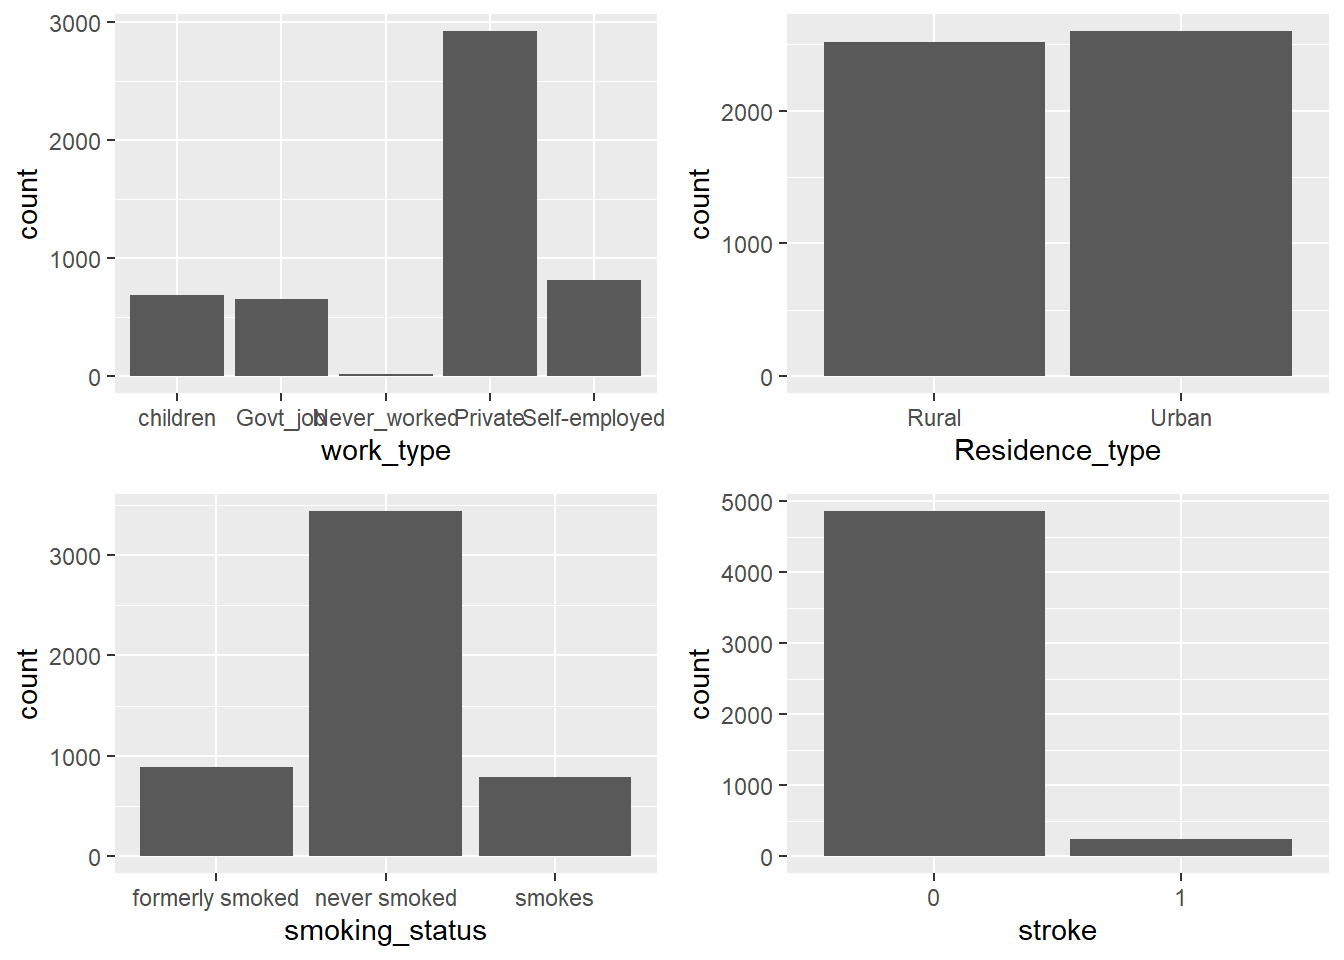 3000
2000
1000
0
count
children Govt_job Never_worked Private Self-employed
work_type
2000
1000
0
count
Rural Urban
Residence_type
3000
2000
1000
0
count
formerly smoked never smoked smokes
smoking_status
5000
4000
3000
2000
1000
0
count
0 1
stroke